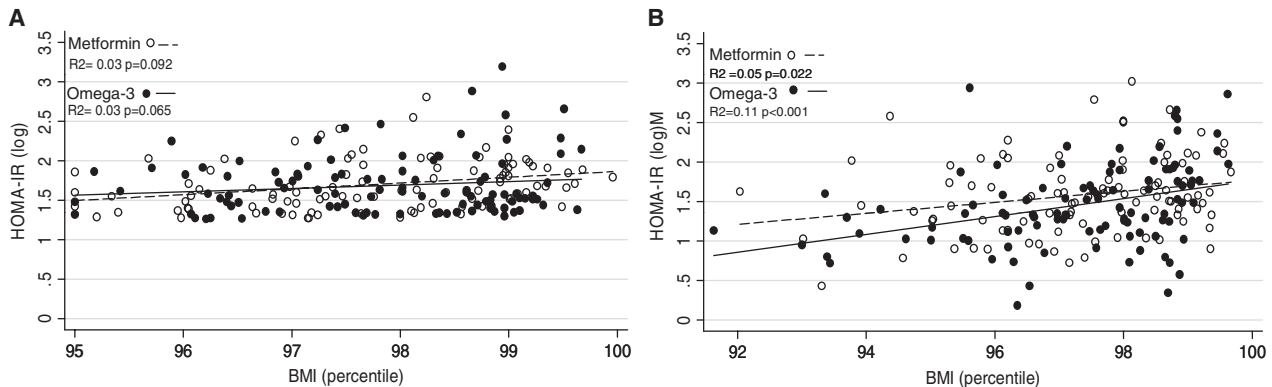 A
Metformin
R2= 0.03 p=0.092
Omega-3
R2= 0.03 p=0.065
HOMA-IR (log)
3.5
3
2.5
2
1.5
1
.5
0
95 96 97 98 99 100
BMI (percentile)
B
Metformin
R2 =0.05 p=0.022
Omega-3
R2=0.11 p<0.001
HOMA-IR (log)M
3.5
3
2.5
2
1.5
1
.5
0
92 94 96 98 100
BMI (percentile)